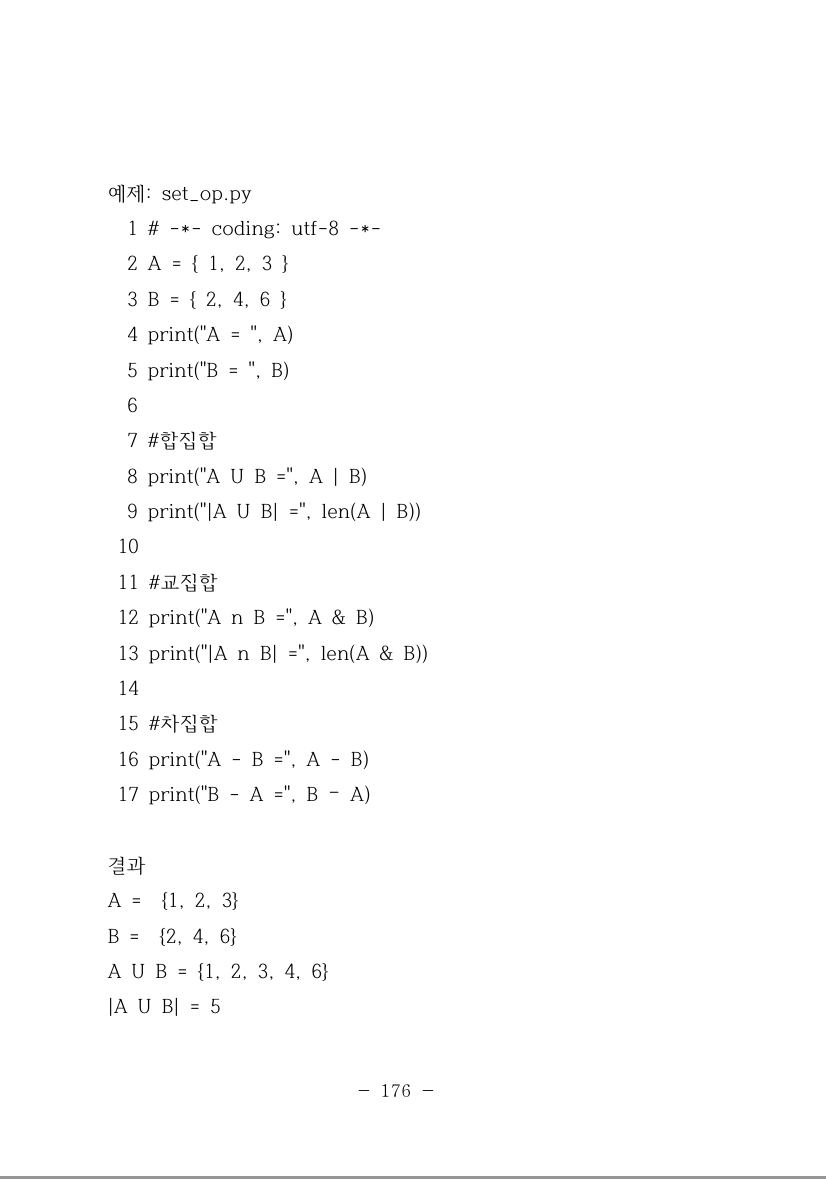 예제: set_op.py
1 # -*- coding: utf-8 -*-
2 A = { 1, 2, 3 }
3 B = { 2, 4, 6 }
4 print("A = ", A)
5 print("B = ", B)
6
7 #합집합
8 print("A U B =", A | B)
9 print("|A U B| =", len(A | B))
10
11 #교집합
12 print("A n B =", A & B)
13 print("|A n B| =", len(A & B))
14
15 #차집합
16 print("A - B =", A - B)
17 print("B - A =", B - A)
결과
A =  {1, 2, 3}
B =  {2, 4, 6}
A U B = {1, 2, 3, 4, 6}
|A U B| = 5
- 176 -